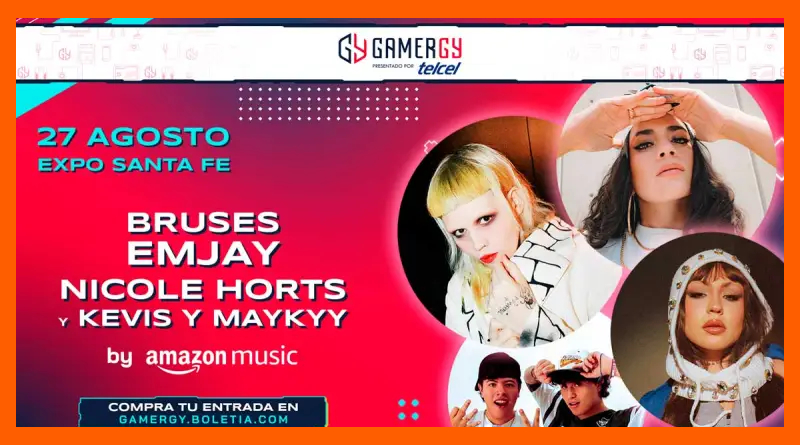 GAMERGY
PRESENTADO POR telcel
27 AGOSTO
EXPO SANTA FE
BRUSES
EMJAY
NICOLE HORTS
Y KEVIS Y MAYKYY
by amazon music
COMPRA TU ENTRADA EN
GAMERGY.BOLETIA.COM